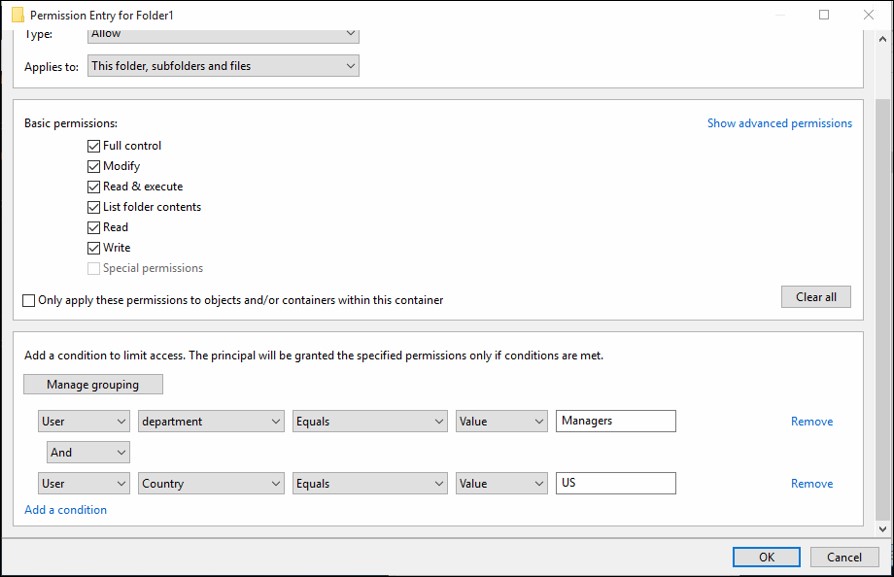 Permission Entry for Folder1
Type: Allow
Applies to: This folder, subfolders and files
Basic permissions: Show advanced permissions
Full control
Modify
Read & execute
List folder contents
Read
Write
Special permissions
Only apply these permissions to objects and/or containers within this container Clear all
Add a condition to limit access. The principal will be granted the specified permissions only if conditions are met.
Manage grouping
User department Equals Value Managers Remove
And
User Country Equals Value US Remove
Add a condition
OK Cancel